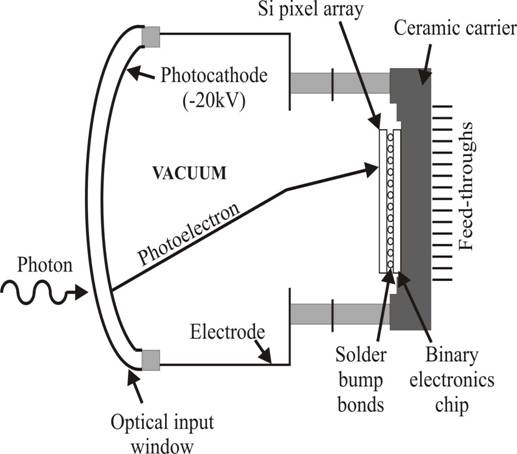 Si pixel array
Ceramic carrier
Photocathode
(-20kV)
VACUUM
Photoelectron
Feed-throughs
Photon
Electrode
Solder
bump
bonds
Binary
electronics
chip
Optical input
window